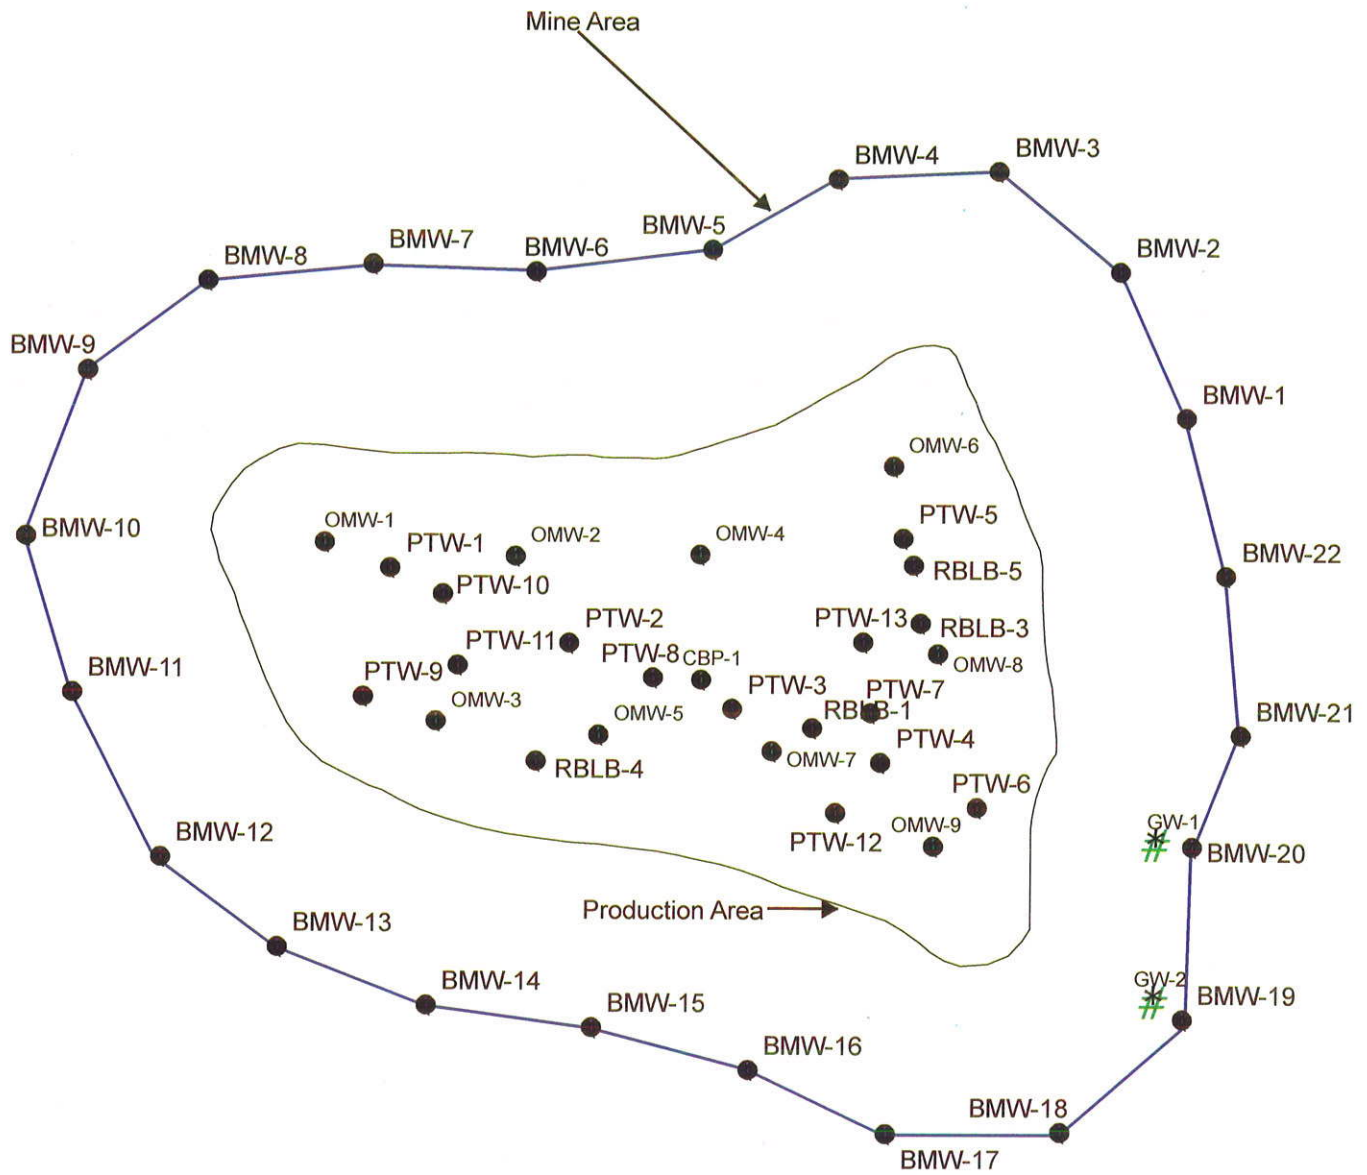 Mine Area
BMW-3
BMW-4
BMW-5
BMW-2
BMW-7
BMW-6
BMW-8
BMW-9
BMW-1
OMW-6
BMW-10
OMW-1
PTW-1
OMW-2
OMW-4
PTW-5
RBLB-5
BMW-22
PTW-10
PTW-2
PTW-13
RBLB-3
PTW-11
PTW-8
CBP-1
OMW-8
BMW-11
PTW-9
OMW-3
OMW-5
PTW-3
PTW-7
RBLB-1
BMW-21
RBLB-4
OMW-7
PTW-4
PTW-6
BMW-12
PTW-12
OMW-9
GW-1
*
#
BMW-20
Production Area
BMW-13
BMW-14
GW-2
*
#
BMW-19
BMW-15
BMW-16
BMW-18
BMW-17